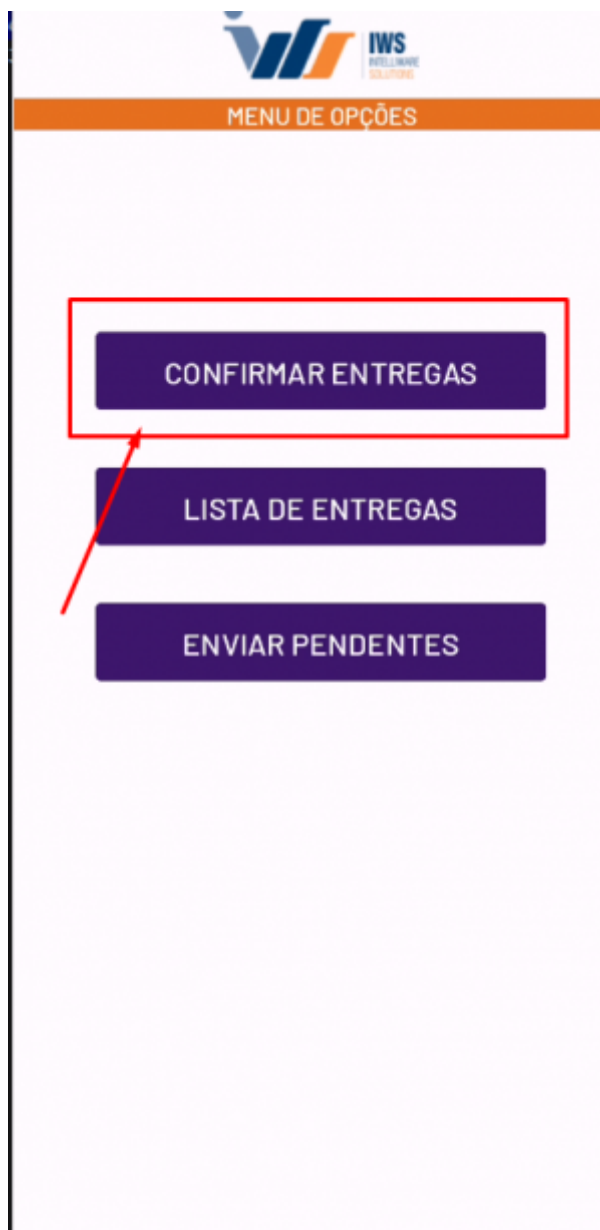 IWS
INTELLIWARE
SOLUTIONS
MENU DE OPÇÕES
CONFIRMAR ENTREGAS
LISTA DE ENTREGAS
ENVIAR PENDENTES